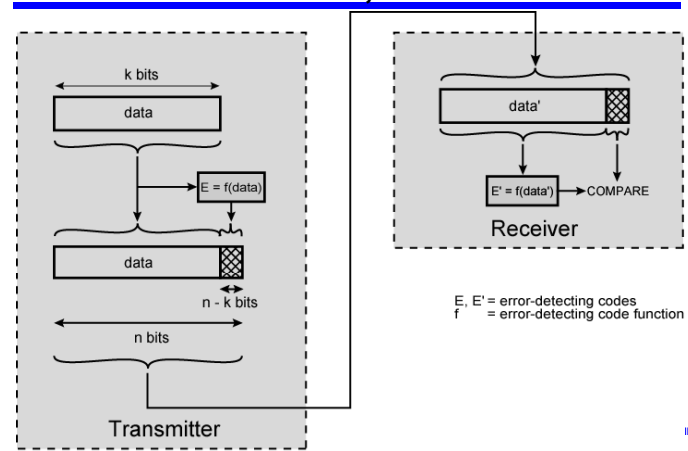 k bits
data
E = f(data)
data
n - k bits
n bits
Transmitter
data'
E' = f(data')
COMPARE
Receiver
E, E' = error-detecting codes
f = error-detecting code function